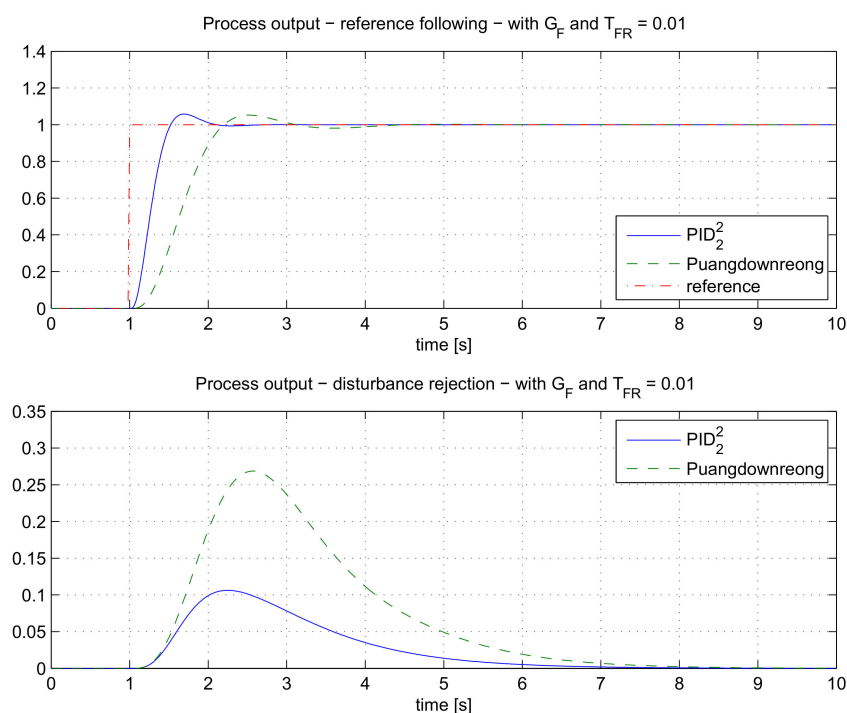 Process output − reference following − with G_F and T_FR = 0.01
1.4
1.2
1
0.8
0.6
0.4
0.2
0
PID_2^2
Puangdownreong
reference
0 1 2 3 4 5 6 7 8 9 10
time [s]
Process output − disturbance rejection − with G_F and T_FR = 0.01
0.35
0.3
0.25
0.2
0.15
0.1
0.05
0
PID_2^2
Puangdownreong
0 1 2 3 4 5 6 7 8 9 10
time [s]